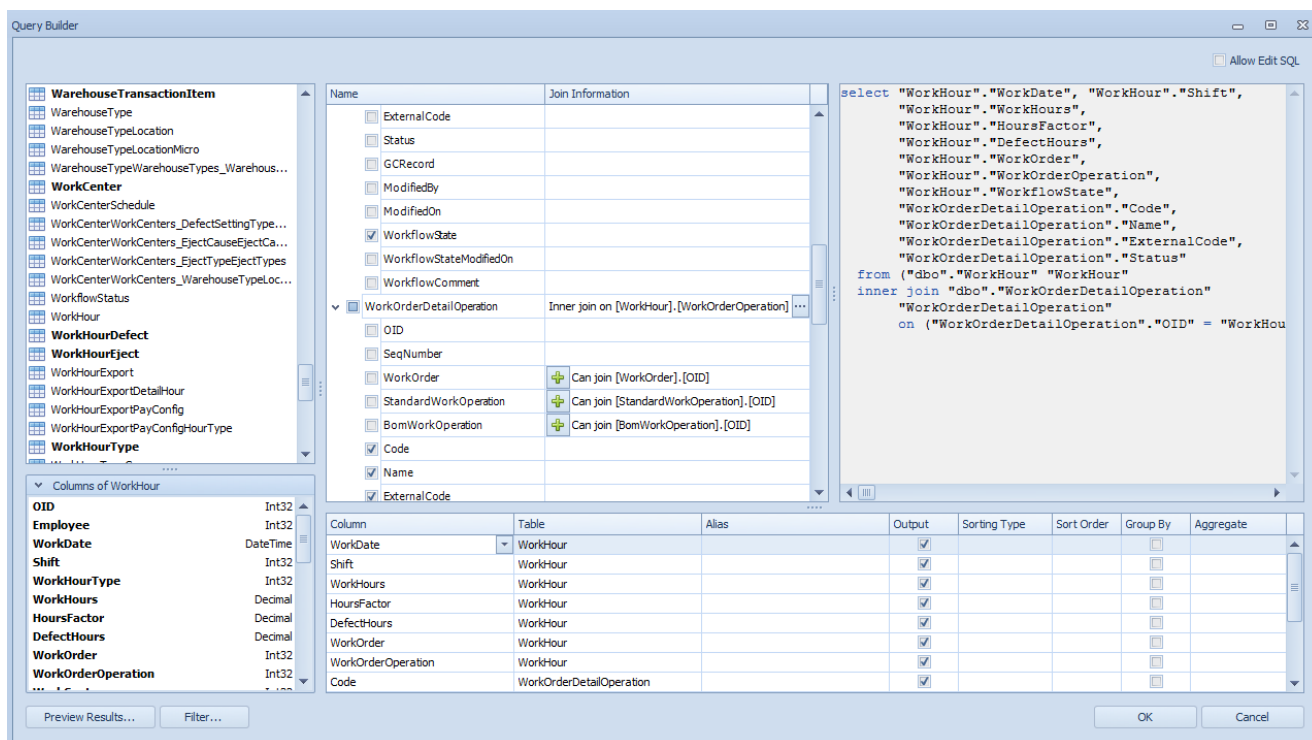 Query Builder
Allow Edit SQL
WarehouseTransactionItem
WarehouseType
WarehouseTypeLocation
WarehouseTypeLocationMicro
WarehouseTypeWarehouseTypes_Warehous...
WorkCenter
WorkCenterSchedule
WorkCenterWorkCenters_DefectSettingType...
WorkCenterWorkCenters_EjectCauseEjectCa...
WorkCenterWorkCenters_EjectTypeEjectTypes
WorkCenterWorkCenters_WarehouseTypeLoc...
WorkflowStatus
WorkHour
WorkHourDefect
WorkHourEject
WorkHourExport
WorkHourExportDetailHour
WorkHourExportPayConfig
WorkHourExportPayConfigHourType
WorkHourType
Columns of WorkHour
OID Int32
Employee Int32
WorkDate DateTime
Shift Int32
WorkHourType Int32
WorkHours Decimal
HoursFactor Decimal
DefectHours Decimal
WorkOrder Int32
WorkOrderOperation Int32
Name Join Information
ExternalCode
Status
GCRecord
ModifiedBy
ModifiedOn
WorkflowState
WorkflowStateModifiedOn
WorkflowComment
WorkOrderDetailOperation Inner join on [WorkHour].[WorkOrderOperation] ...
OID
SeqNumber
WorkOrder Can join [WorkOrder].[OID]
StandardWorkOperation Can join [StandardWorkOperation].[OID]
BomWorkOperation Can join [BomWorkOperation].[OID]
Code
Name
ExternalCode
select "WorkHour"."WorkDate", "WorkHour"."Shift",
"WorkHour"."WorkHours",
"WorkHour"."HoursFactor",
"WorkHour"."DefectHours",
"WorkHour"."WorkOrder",
"WorkHour"."WorkOrderOperation",
"WorkHour"."WorkflowState",
"WorkOrderDetailOperation"."Code",
"WorkOrderDetailOperation"."Name",
"WorkOrderDetailOperation"."ExternalCode",
"WorkOrderDetailOperation"."Status"
from ("dbo"."WorkHour" "WorkHour"
inner join "dbo"."WorkOrderDetailOperation"
"WorkOrderDetailOperation"
on ("WorkOrderDetailOperation"."OID" = "WorkHou
Column Table Alias Output Sorting Type Sort Order Group By Aggregate
WorkDate WorkHour
Shift WorkHour
WorkHours WorkHour
HoursFactor WorkHour
DefectHours WorkHour
WorkOrder WorkHour
WorkOrderOperation WorkHour
Code WorkOrderDetailOperation
Preview Results... Filter... OK Cancel